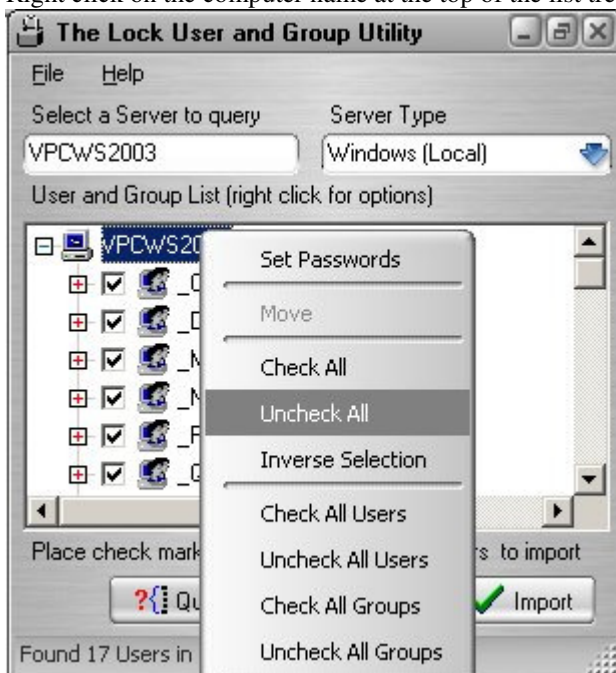 Right click on the computer name at the top of the list
The Lock User and Group Utility
File Help
Select a Server to query Server Type
VPCWS2003 Windows (Local)
User and Group List (right click for options)
VPCWS20
Set Passwords
Move
Check All
Uncheck All
Inverse Selection
Check All Users
Uncheck All Users
Check All Groups
Uncheck All Groups
Place check mark s to import
?{ Qu Import
Found 17 Users in